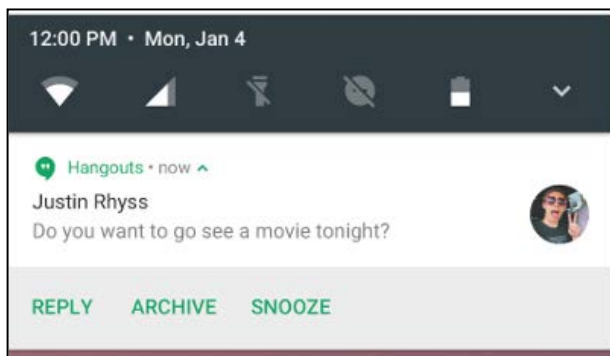 12:00 PM • Mon, Jan 4
Hangouts • now
Justin Rhyss
Do you want to go see a movie tonight?
REPLY ARCHIVE SNOOZE